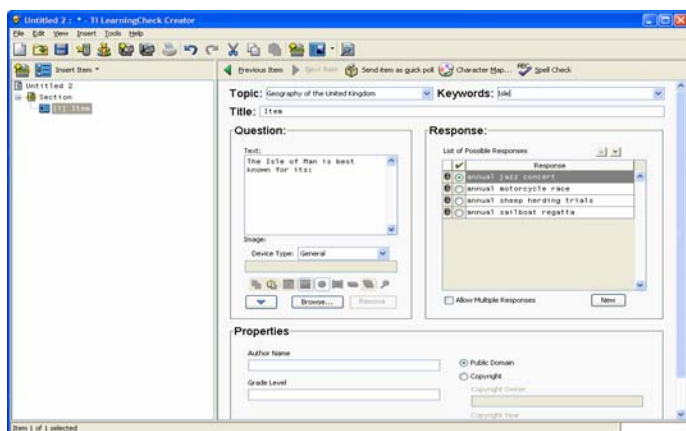 Untitled 2 : * - TI LearningCheck Creator
File Edit View Insert Tools Help
Insert Item
Previous Item Next Item Send item as quick poll Character Map... Spell Check
Untitled 2
Section
[1] Item
Topic: Geography of the United Kingdom Keywords: Isle
Title: Item
Question:
Text:
The Isle of Man is best
known for its:
Image:
Device Type: General
Browse... Remove
Response:
List of Possible Responses
Response
annual jazz concert
annual motorcycle race
annual sheep herding trials
annual sailboat regatta
Allow Multiple Responses New
Properties
Author Name
Grade Level
Public Domain
Copyright
Copyright Owner
Copyright Year
Item 1 of 1 selected